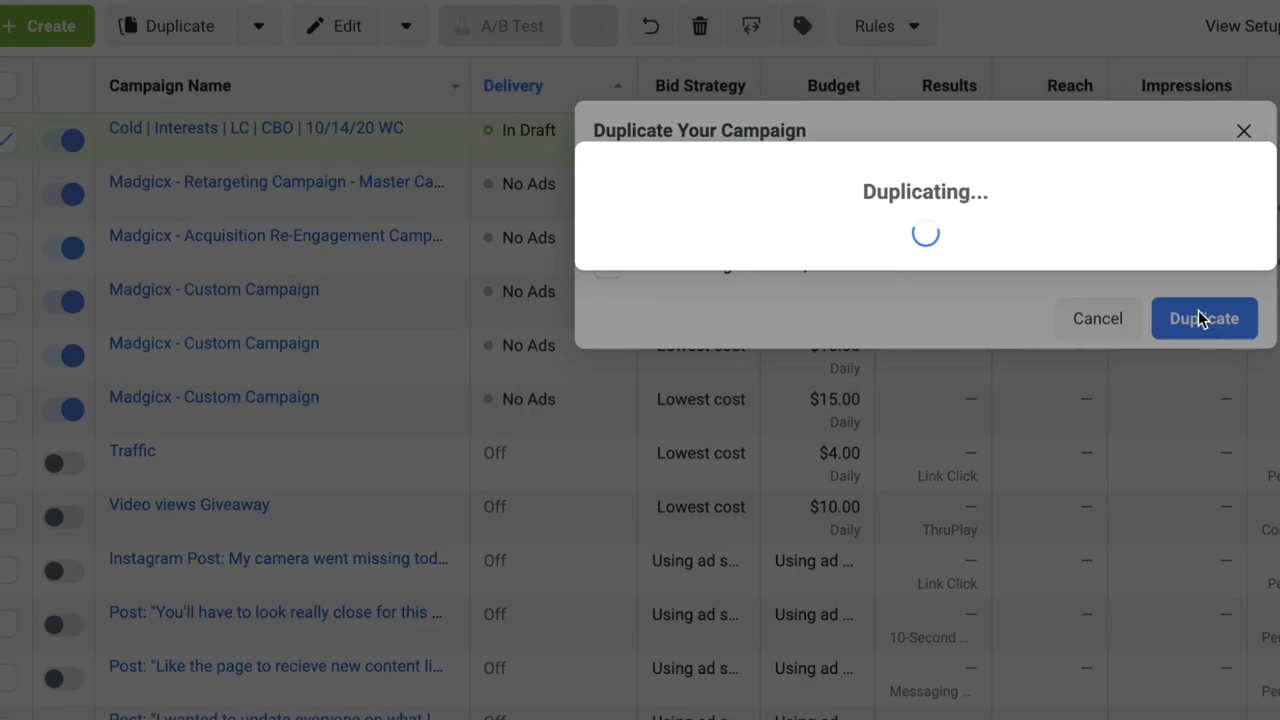 + Create Duplicate Edit A/B Test Rules View Setup
Campaign Name Delivery Bid Strategy Budget Results Reach Impressions
Cold | Interests | LC | CBO | 10/14/20 WC In Draft
Duplicate Your Campaign
Duplicating...
Cancel Duplicate
Madgicx - Retargeting Campaign - Master Ca... No Ads
Madgicx - Acquisition Re-Engagement Camp... No Ads
Madgicx - Custom Campaign No Ads
Madgicx - Custom Campaign No Ads
Daily
Madgicx - Custom Campaign No Ads Lowest cost $15.00 — — —
Daily
Traffic Off Lowest cost $4.00 — — —
Daily Link Click
Video views Giveaway Off Lowest cost $10.00 — — —
Daily ThruPlay
Instagram Post: My camera went missing tod... Off Using ad s... Using ad ... — — —
Link Click
Post: "You'll have to look really close for this ... Off Using ad s... Using ad ... — — —
10-Second ...
Post: "Like the page to recieve new content li... Off Using ad s... Using ad ... — — —
Messaging ...